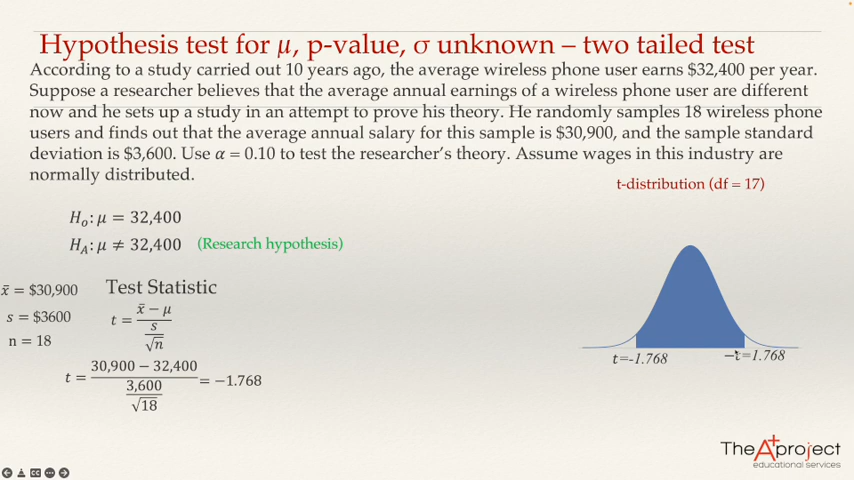 Hypothesis test for μ, p-value, σ unknown – two tailed test
According to a study carried out 10 years ago, the average wireless phone user earns $32,400 per year.
Suppose a researcher believes that the average annual earnings of a wireless phone user are different
now and he sets up a study in an attempt to prove his theory. He randomly samples 18 wireless phone
users and finds out that the average annual salary for this sample is $30,900, and the sample standard
deviation is $3,600. Use α = 0.10 to test the researcher's theory. Assume wages in this industry are
normally distributed.
t-distribution (df = 17)
Hₒ: μ = 32,400
H_A: μ ≠ 32,400 (Research hypothesis)
x̄ = $30,900
s = $3600
n = 18
Test Statistic
t = x̄ − μ
s
√n
t = 30,900 − 32,400
3,600
√18
= −1.768
t=-1.768
−t=1.768
The A+ project
educational services